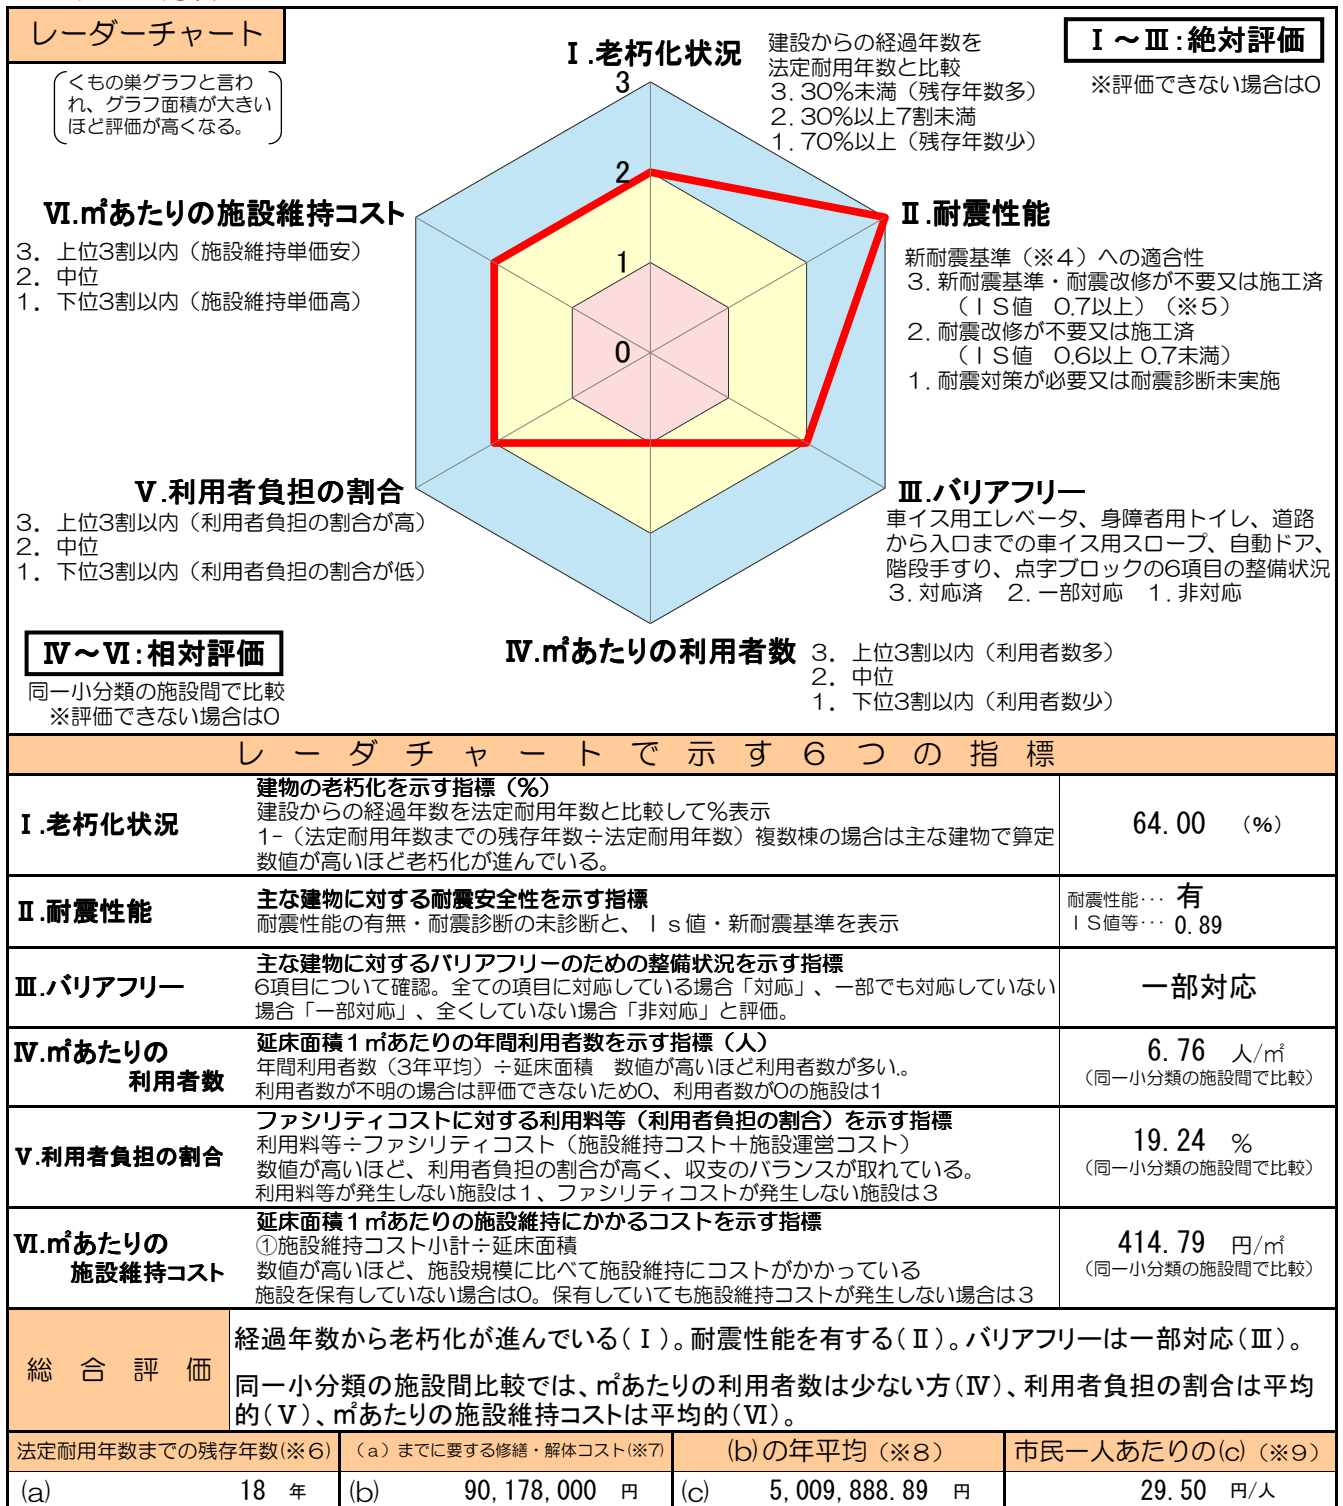 レーダーチャート
くもの巣グラフと言わ
れ、グラフ面積が大きい
ほど評価が高くなる。
Ⅰ.老朽化状況
建設からの経過年数を
法定耐用年数と比較
3. 30%未満（残存年数多）
2. 30%以上7割未満
1. 70%以上（残存年数少）
Ⅰ～Ⅲ:絶対評価
※評価できない場合は0
3
2
1
0
Ⅵ.㎡あたりの施設維持コスト
3. 上位3割以内（施設維持単価安）
2. 中位
1. 下位3割以内（施設維持単価高）
Ⅱ.耐震性能
新耐震基準（※4）への適合性
3. 新耐震基準・耐震改修が不要又は施工済
（ＩＳ値 0.7以上）（※5）
2. 耐震改修が不要又は施工済
（ＩＳ値 0.6以上 0.7未満）
1. 耐震対策が必要又は耐震診断未実施
Ⅴ.利用者負担の割合
3. 上位3割以内（利用者負担の割合が高）
2. 中位
1. 下位3割以内（利用者負担の割合が低）
Ⅲ.バリアフリー
車イス用エレベータ、身障者用トイレ、道路
から入口までの車イス用スロープ、自動ドア、
階段手すり、点字ブロックの6項目の整備状況
3. 対応済 2. 一部対応 1. 非対応
Ⅳ～Ⅵ:相対評価
同一小分類の施設間で比較
※評価できない場合は0
Ⅳ.㎡あたりの利用者数
3. 上位3割以内（利用者数多）
2. 中位
1. 下位3割以内（利用者数少）
レーダチャートで示す6つの指標
Ⅰ.老朽化状況
建物の老朽化を示す指標（%）
建設からの経過年数を法定耐用年数と比較して%表示
1-（法定耐用年数までの残存年数÷法定耐用年数）複数棟の場合は主な建物で算定
数値が高いほど老朽化が進んでいる。
64.00 （%）
Ⅱ.耐震性能
主な建物に対する耐震安全性を示す指標
耐震性能の有無・耐震診断の未診断と、Ｉｓ値・新耐震基準を表示
耐震性能… 有
ＩＳ値等… 0.89
Ⅲ.バリアフリー
主な建物に対するバリアフリーのための整備状況を示す指標
6項目について確認。全ての項目に対応している場合「対応」、一部でも対応していない
場合「一部対応」、全くしていない場合「非対応」と評価。
一部対応
Ⅳ.㎡あたりの
利用者数
延床面積１㎡あたりの年間利用者数を示す指標（人）
年間利用者数（3年平均）÷延床面積 数値が高いほど利用者数が多い。
利用者数が不明の場合は評価できないため0、利用者数が0の施設は1
6.76 人/㎡
（同一小分類の施設間で比較）
Ⅴ.利用者負担の割合
ファシリティコストに対する利用料等（利用者負担の割合）を示す指標
利用料等÷ファシリティコスト（施設維持コスト＋施設運営コスト）
数値が高いほど、利用者負担の割合が高く、収支のバランスが取れている。
利用料等が発生しない施設は１、ファシリティコストが発生しない施設は３
19.24 %
（同一小分類の施設間で比較）
Ⅵ.㎡あたりの
施設維持コスト
延床面積１㎡あたりの施設維持にかかるコストを示す指標
①施設維持コスト小計÷延床面積
数値が高いほど、施設規模に比べて施設維持にコストがかかっている
施設を保有していない場合は0。保有していても施設維持コストが発生しない場合は３
414.79 円/㎡
（同一小分類の施設間で比較）
総合評価
経過年数から老朽化が進んでいる(Ⅰ)。耐震性能を有する(Ⅱ)。バリアフリーは一部対応(Ⅲ)。
同一小分類の施設間比較では、㎡あたりの利用者数は少ない方(Ⅳ)、利用者負担の割合は平均
的(Ⅴ)、㎡あたりの施設維持コストは平均的(Ⅵ)。
法定耐用年数までの残存年数(※6)
（a）までに要する修繕・解体コスト(※7)
(b)の年平均（※8）
市民一人あたりの(c)（※9）
(a) 18 年
(b) 90,178,000 円
(c) 5,009,888.89 円
29.50 円/人